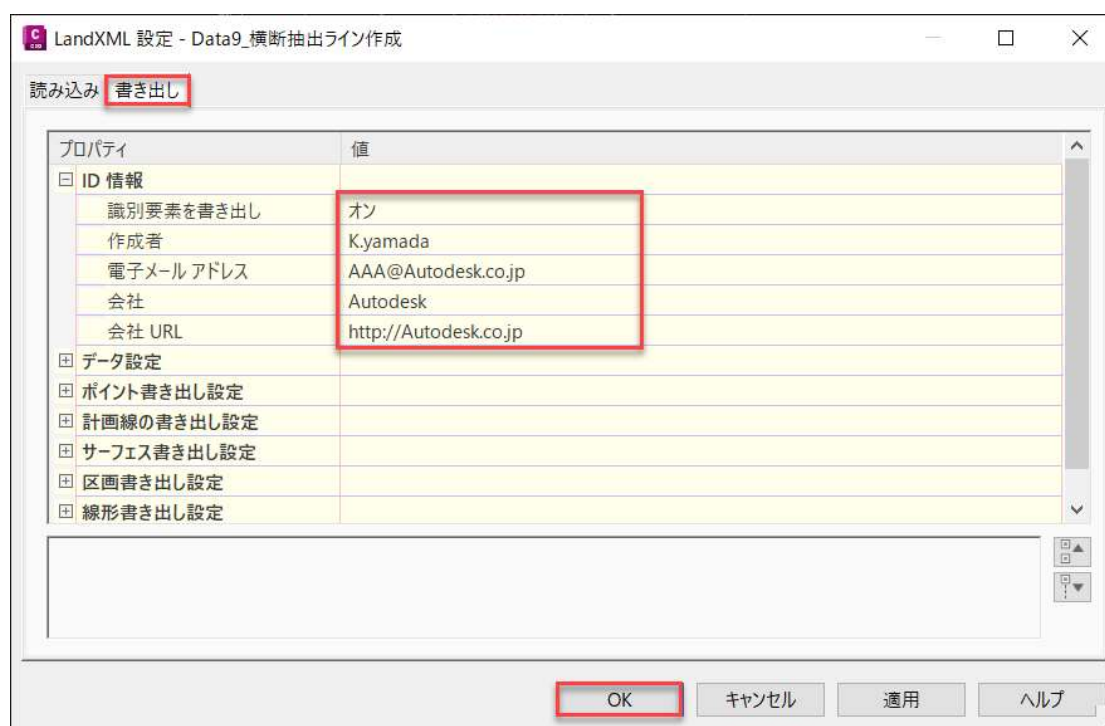 LandXML 設定 - Data9_横断抽出ライン作成
読み込み 書き出し
プロパティ 値
ID 情報
識別要素を書き出し オン
作成者 K.yamada
電子メール アドレス AAA@Autodesk.co.jp
会社 Autodesk
会社 URL http://Autodesk.co.jp
データ設定
ポイント書き出し設定
計画線の書き出し設定
サーフェス書き出し設定
区画書き出し設定
線形書き出し設定
OK キャンセル 適用 ヘルプ